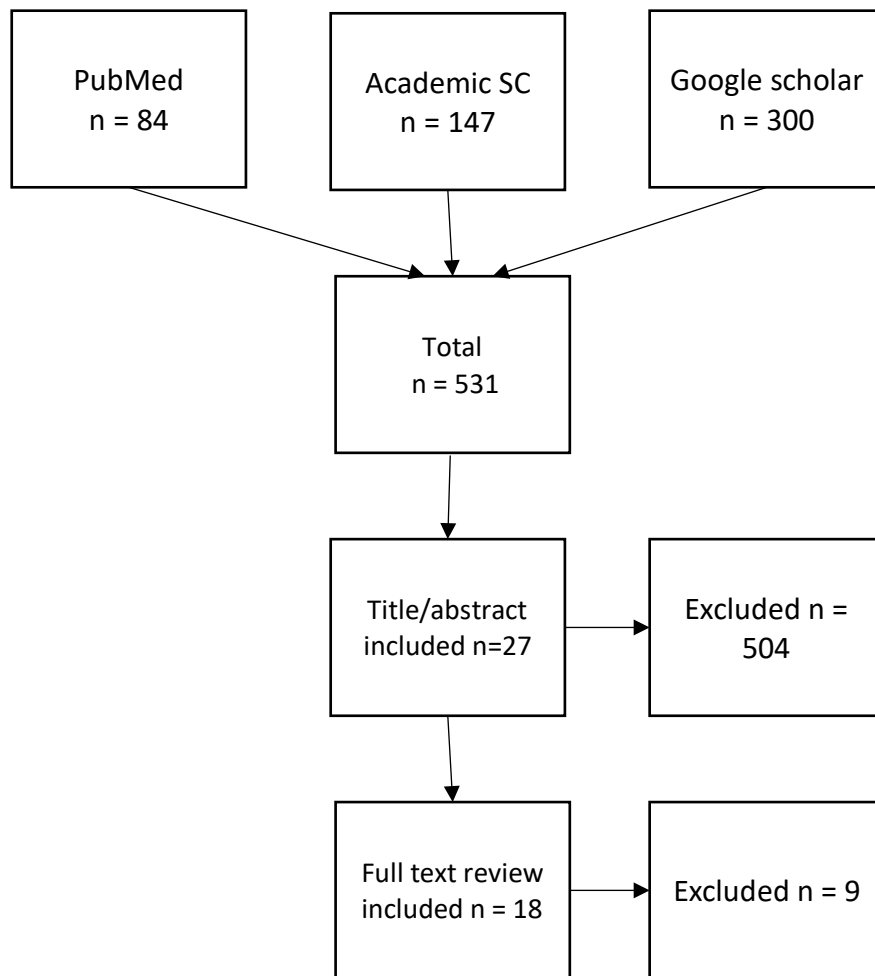 PubMed
n = 84
Academic SC
n = 147
Google scholar
n = 300
Total
n = 531
Title/abstract
included n=27
Excluded n =
504
Full text review
included n = 18
Excluded n = 9